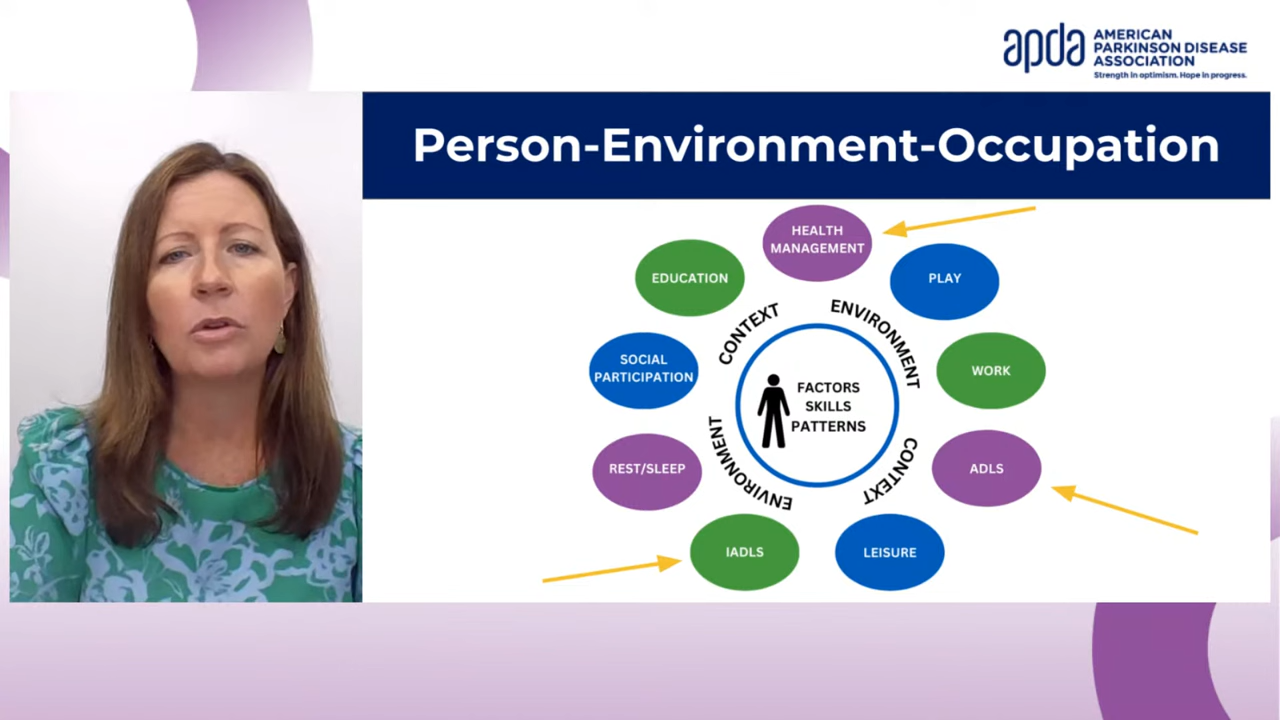 apda
AMERICAN
PARKINSON DISEASE
ASSOCIATION
Strength in optimism. Hope in progress.
Person-Environment-Occupation
HEALTH
MANAGEMENT
EDUCATION
PLAY
CONTEXT
ENVIRONMENT
SOCIAL
PARTICIPATION
WORK
FACTORS
SKILLS
PATTERNS
REST/SLEEP
ENVIRONMENT
CONTEXT
ADLS
IADLS
LEISURE